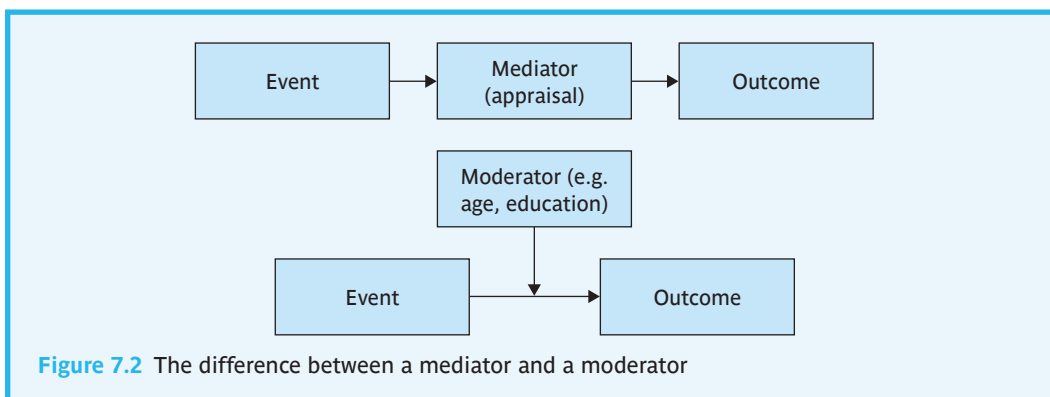 Event
Mediator
(appraisal)
Outcome
Moderator (e.g.
age, education)
Event
Outcome
Figure 7.2 The difference between a mediator and a moderator